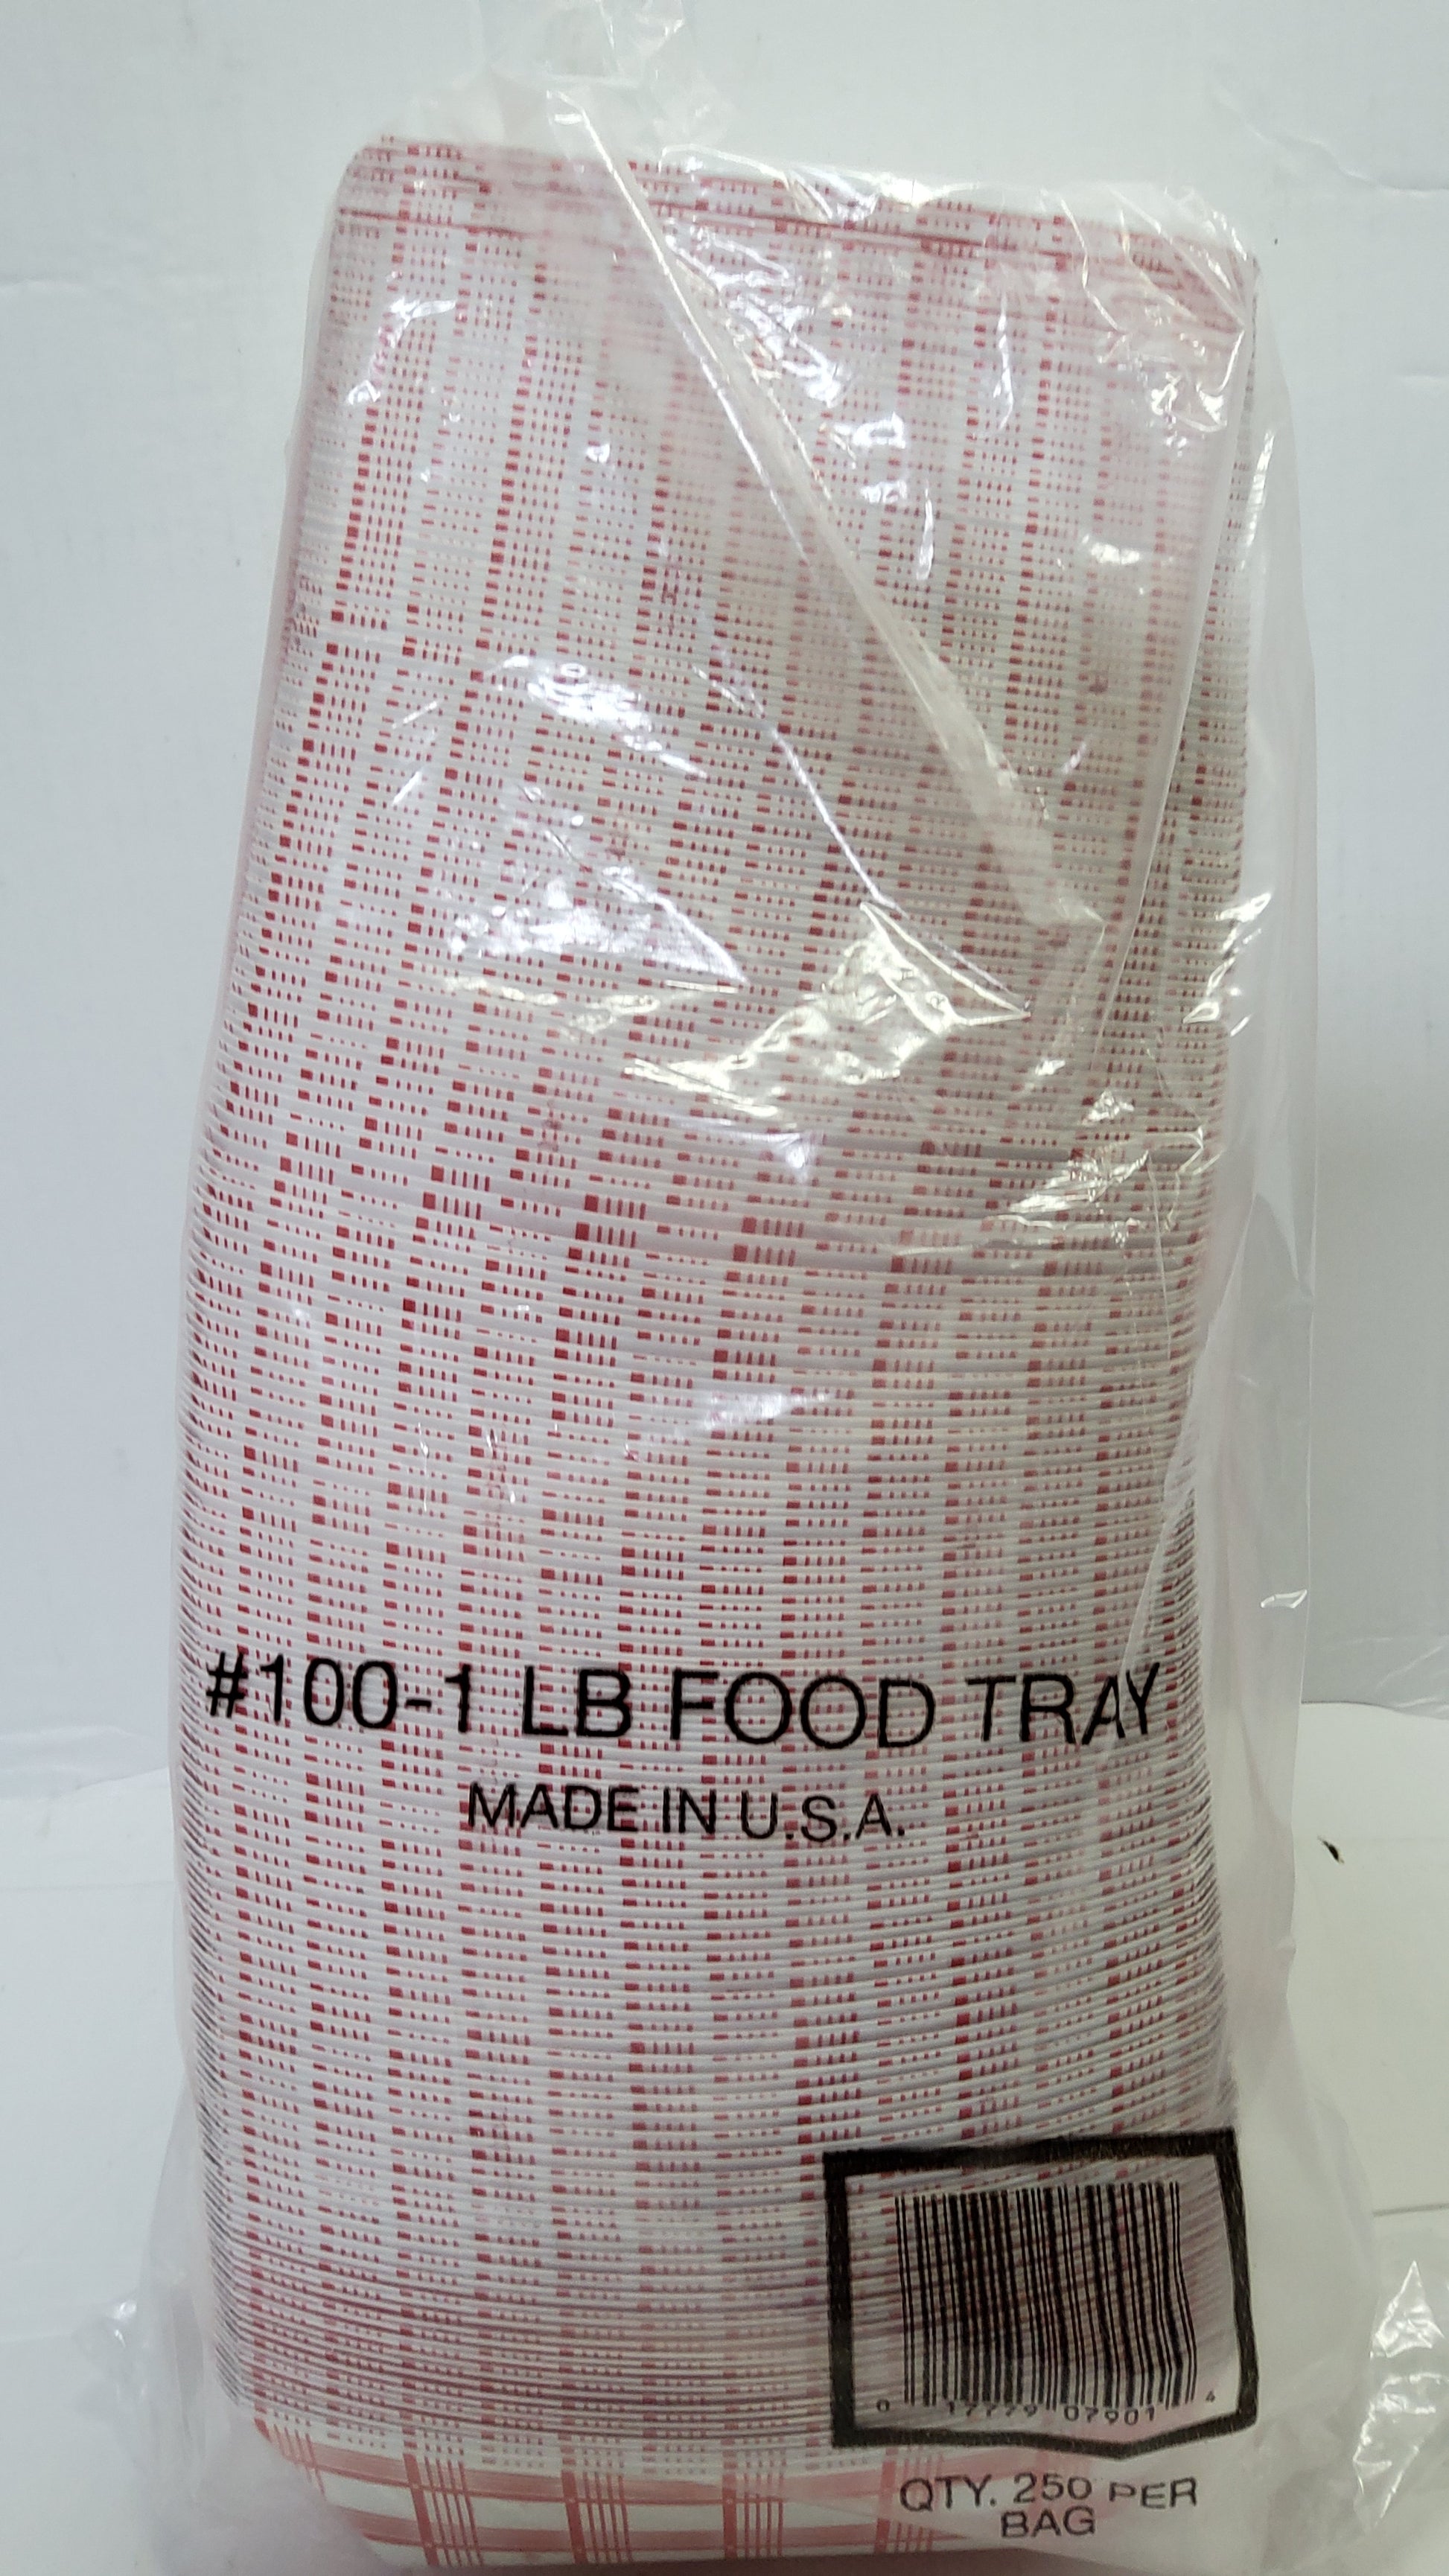 #100-1 LB FOOD TRAY
MADE IN U.S.A.
0 17779 07901 4
QTY. 250 PER
BAG